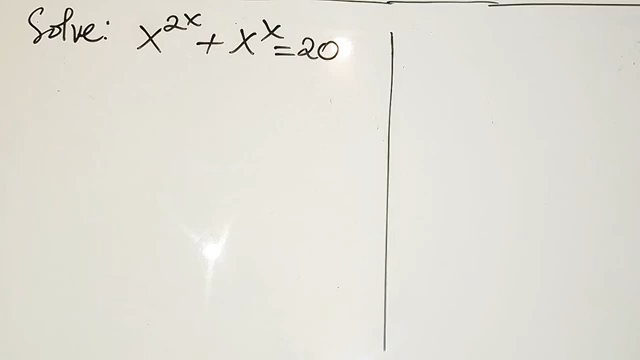 Solve: x^{2x} + x^x = 20